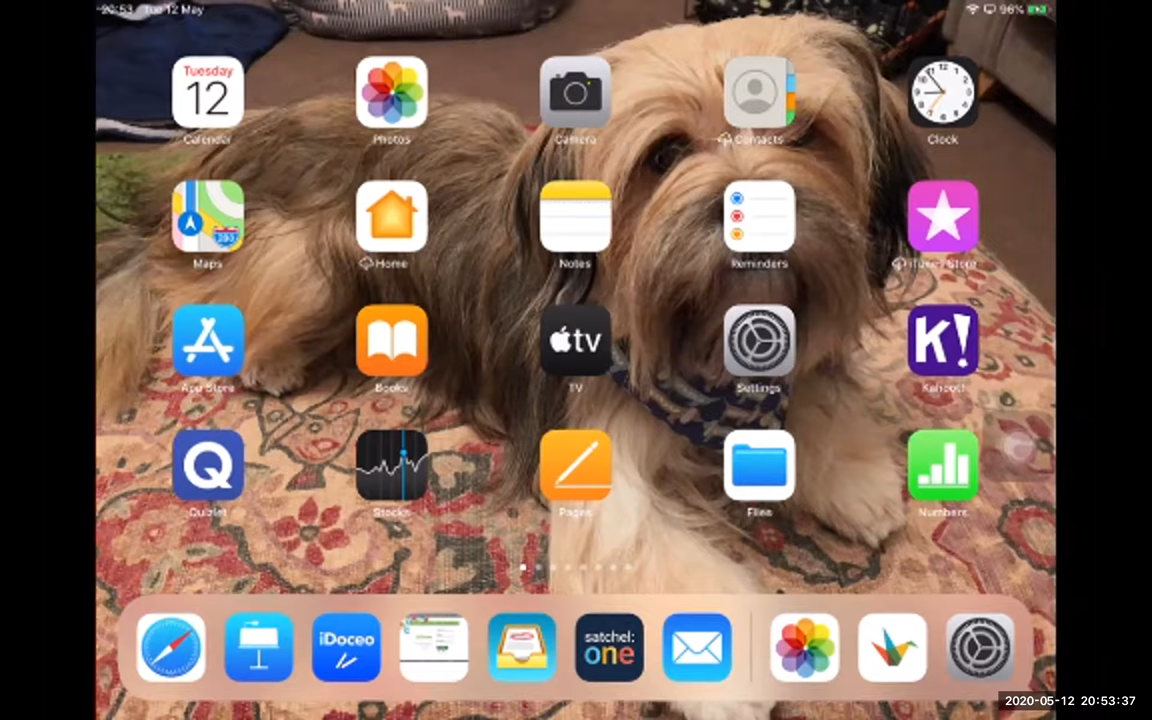 20:53 Tue 12 May
96%
Tuesday
12
Calendar
Photos
Camera
Contacts
Clock
Maps
Home
Notes
Reminders
iTunes Store
tv
K!
App Store
Books
TV
Settings
Kahoot!
Q
Quizlet
Stocks
Pages
Files
Numbers
iDoceo
satchel:
one
2020-05-12 20:53:37